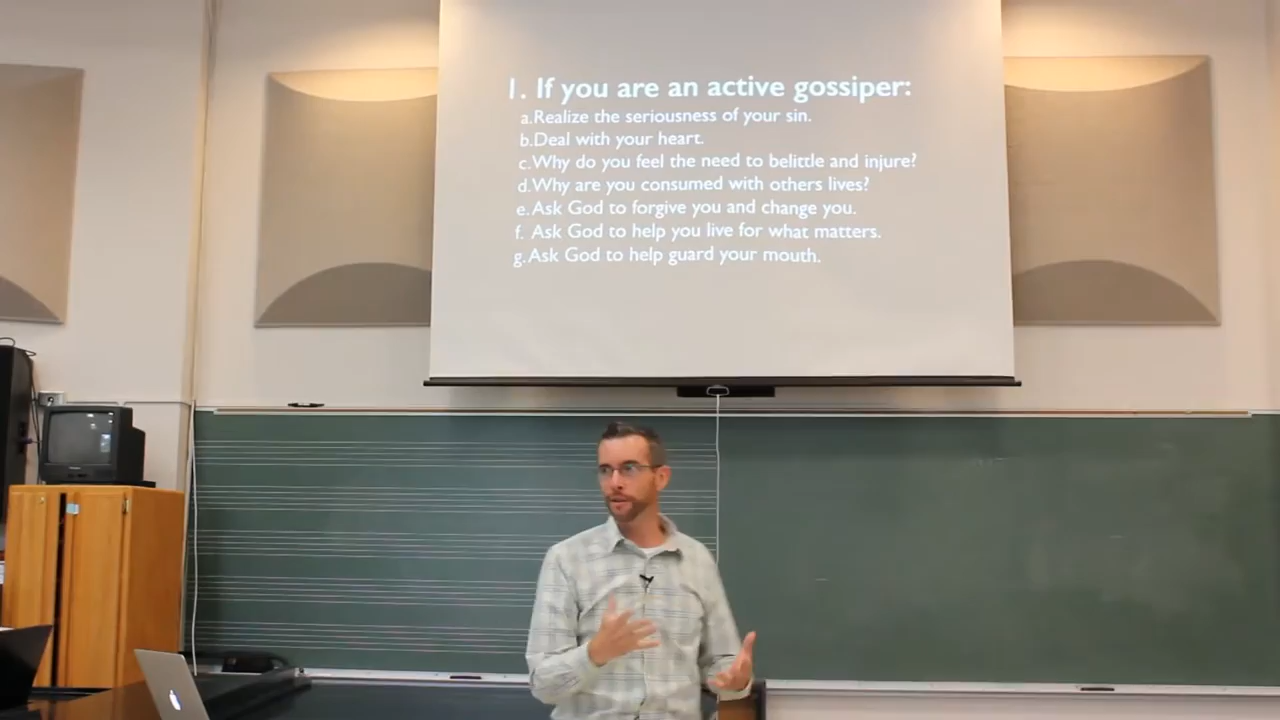 1. If you are an active gossiper:
a.Realize the seriousness of your sin.
b.Deal with your heart.
c.Why do you feel the need to belittle and injure?
d.Why are you consumed with others lives?
e.Ask God to forgive you and change you.
f. Ask God to help you live for what matters.
g.Ask God to help guard your mouth.